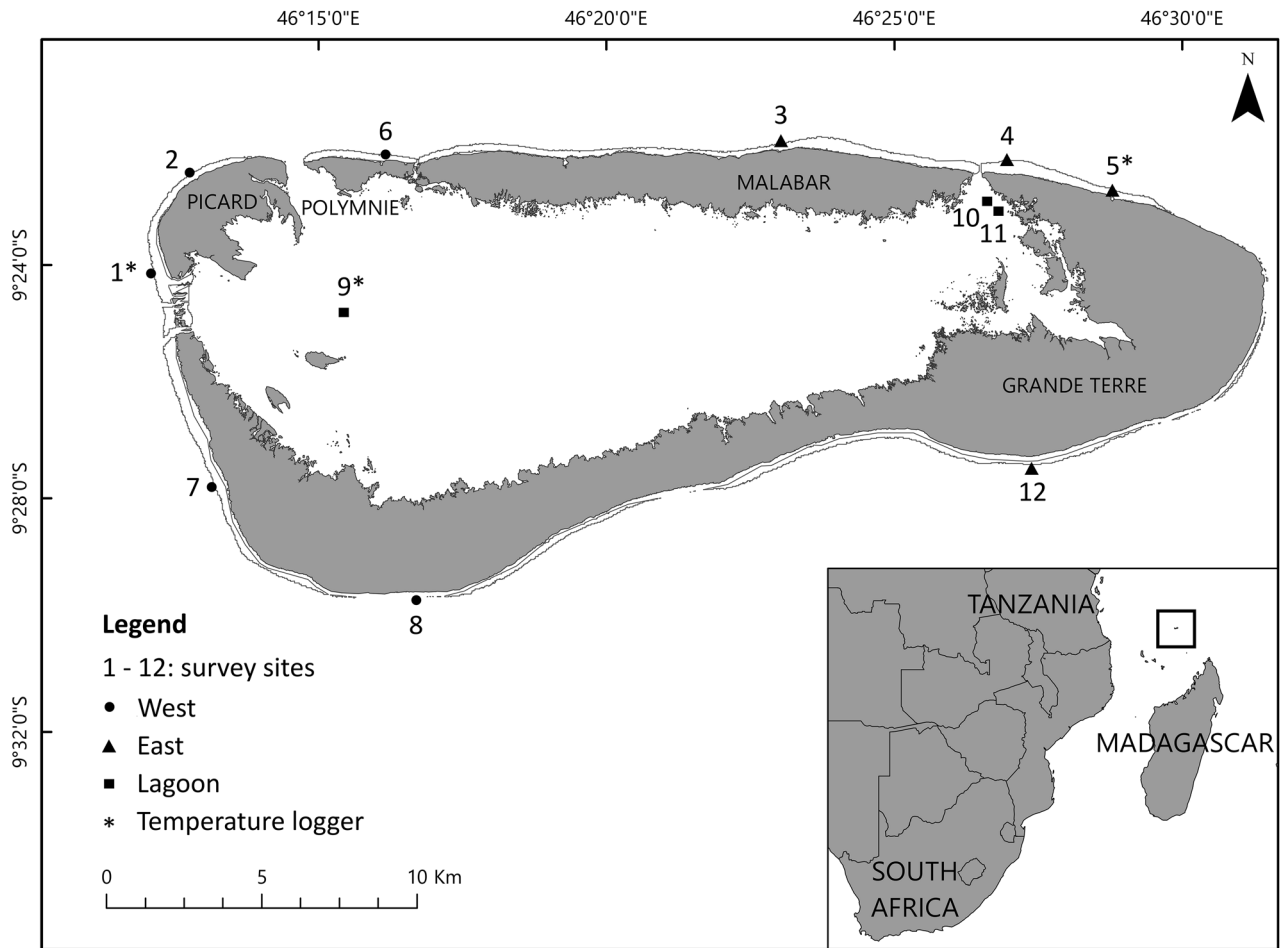 46°15'0"E 46°20'0"E 46°25'0"E 46°30'0"E
N
3
6
4
2
5*
MALABAR
PICARD
POLYMNIE
10
11
9°24'0"S
1*
9*
GRANDE TERRE
7
12
9°28'0"S
8
TANZANIA
Legend
1 - 12: survey sites
West
9°32'0"S
East
MADAGASCAR
Lagoon
* Temperature logger
0 5 10 Km
SOUTH
AFRICA